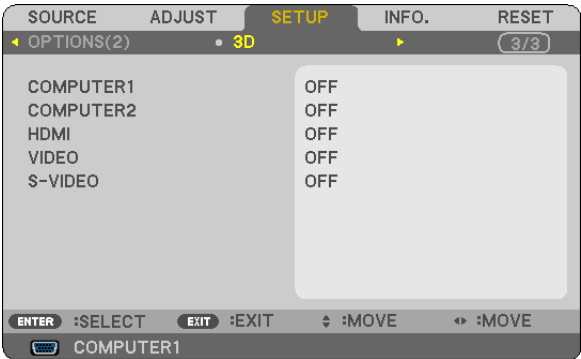 SOURCE ADJUST SETUP INFO. RESET
OPTIONS(2) • 3D 3/3
COMPUTER1 OFF
COMPUTER2 OFF
HDMI OFF
VIDEO OFF
S-VIDEO OFF
ENTER :SELECT EXIT :EXIT :MOVE :MOVE
COMPUTER1